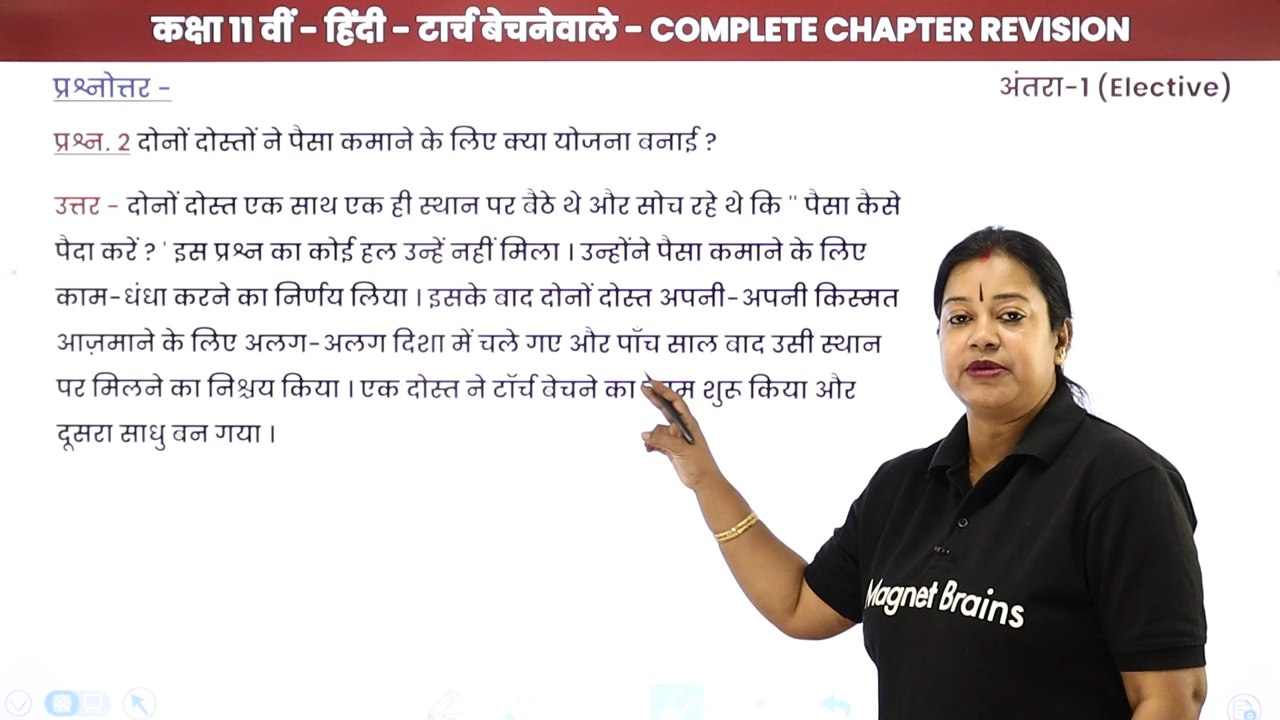 कक्षा 11 वीं - हिंदी - टार्च बेचनेवाले - COMPLETE CHAPTER REVISION
प्रश्नोत्तर -
अंतरा-1 (Elective)
प्रश्न. 2 दोनों दोस्तों ने पैसा कमाने के लिए क्या योजना बनाई ?
उत्तर - दोनों दोस्त एक साथ एक ही स्थान पर बैठे थे और सोच रहे थे कि " पैसा कैसे
पैदा करें ? ' इस प्रश्न का कोई हल उन्हें नहीं मिला । उन्होंने पैसा कमाने के लिए
काम-धंधा करने का निर्णय लिया । इसके बाद दोनों दोस्त अपनी-अपनी किस्मत
आज़माने के लिए अलग-अलग दिशा में चले गए और पाँच साल बाद उसी स्थान
पर मिलने का निश्चय किया । एक दोस्त ने टॉर्च बेचने का शुरू किया और
दूसरा साधु बन गया ।
Magnet Brains